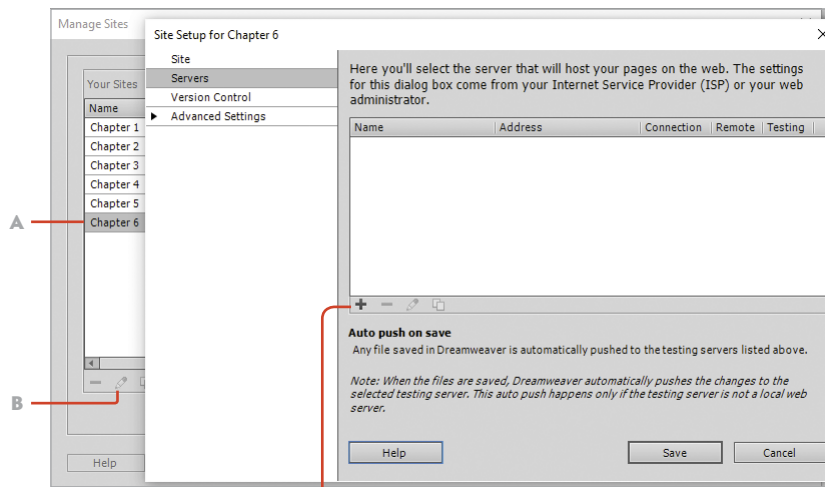 Manage Sites
Site Setup for Chapter 6
Your Sites
Name
Chapter 1
Chapter 2
Chapter 3
Chapter 4
Chapter 5
Chapter 6
A
B
Help
Site
Servers
Version Control
Advanced Settings
Here you'll select the server that will host your pages on the web. The settings
for this dialog box come from your Internet Service Provider (ISP) or your web
administrator.
Name Address Connection Remote Testing
Auto push on save
Any file saved in Dreamweaver is automatically pushed to the testing servers listed above.
Note: When the files are saved, Dreamweaver automatically pushes the changes to the
selected testing server. This auto push happens only if the testing server is not a local web
server.
Help Save Cancel